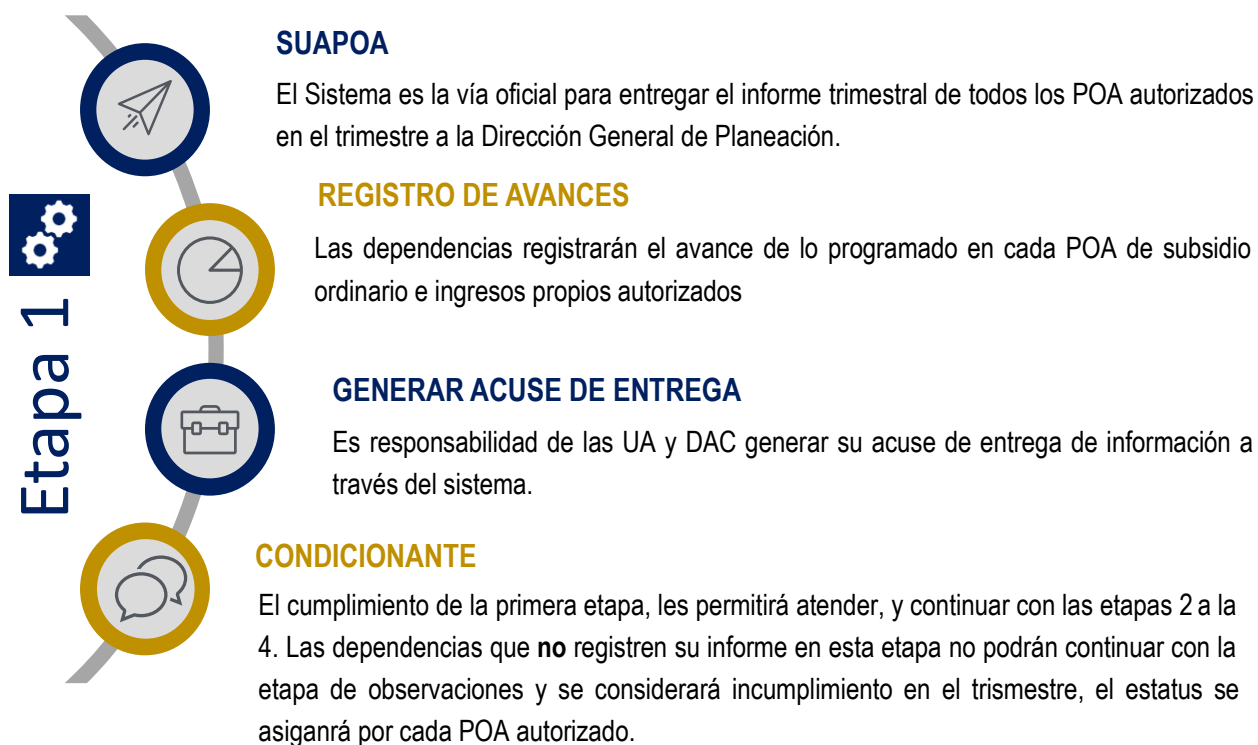 Etapa 1
SUAPOA
El Sistema es la vía oficial para entregar el informe trimestral de todos los POA autorizados
en el trimestre a la Dirección General de Planeación.
REGISTRO DE AVANCES
Las dependencias registrarán el avance de lo programado en cada POA de subsidio
ordinario e ingresos propios autorizados
GENERAR ACUSE DE ENTREGA
Es responsabilidad de las UA y DAC generar su acuse de entrega de información a
través del sistema.
CONDICIONANTE
El cumplimiento de la primera etapa, les permitirá atender, y continuar con las etapas 2 a la
4. Las dependencias que no registren su informe en esta etapa no podrán continuar con la
etapa de observaciones y se considerará incumplimiento en el trismestre, el estatus se
asiganrá por cada POA autorizado.